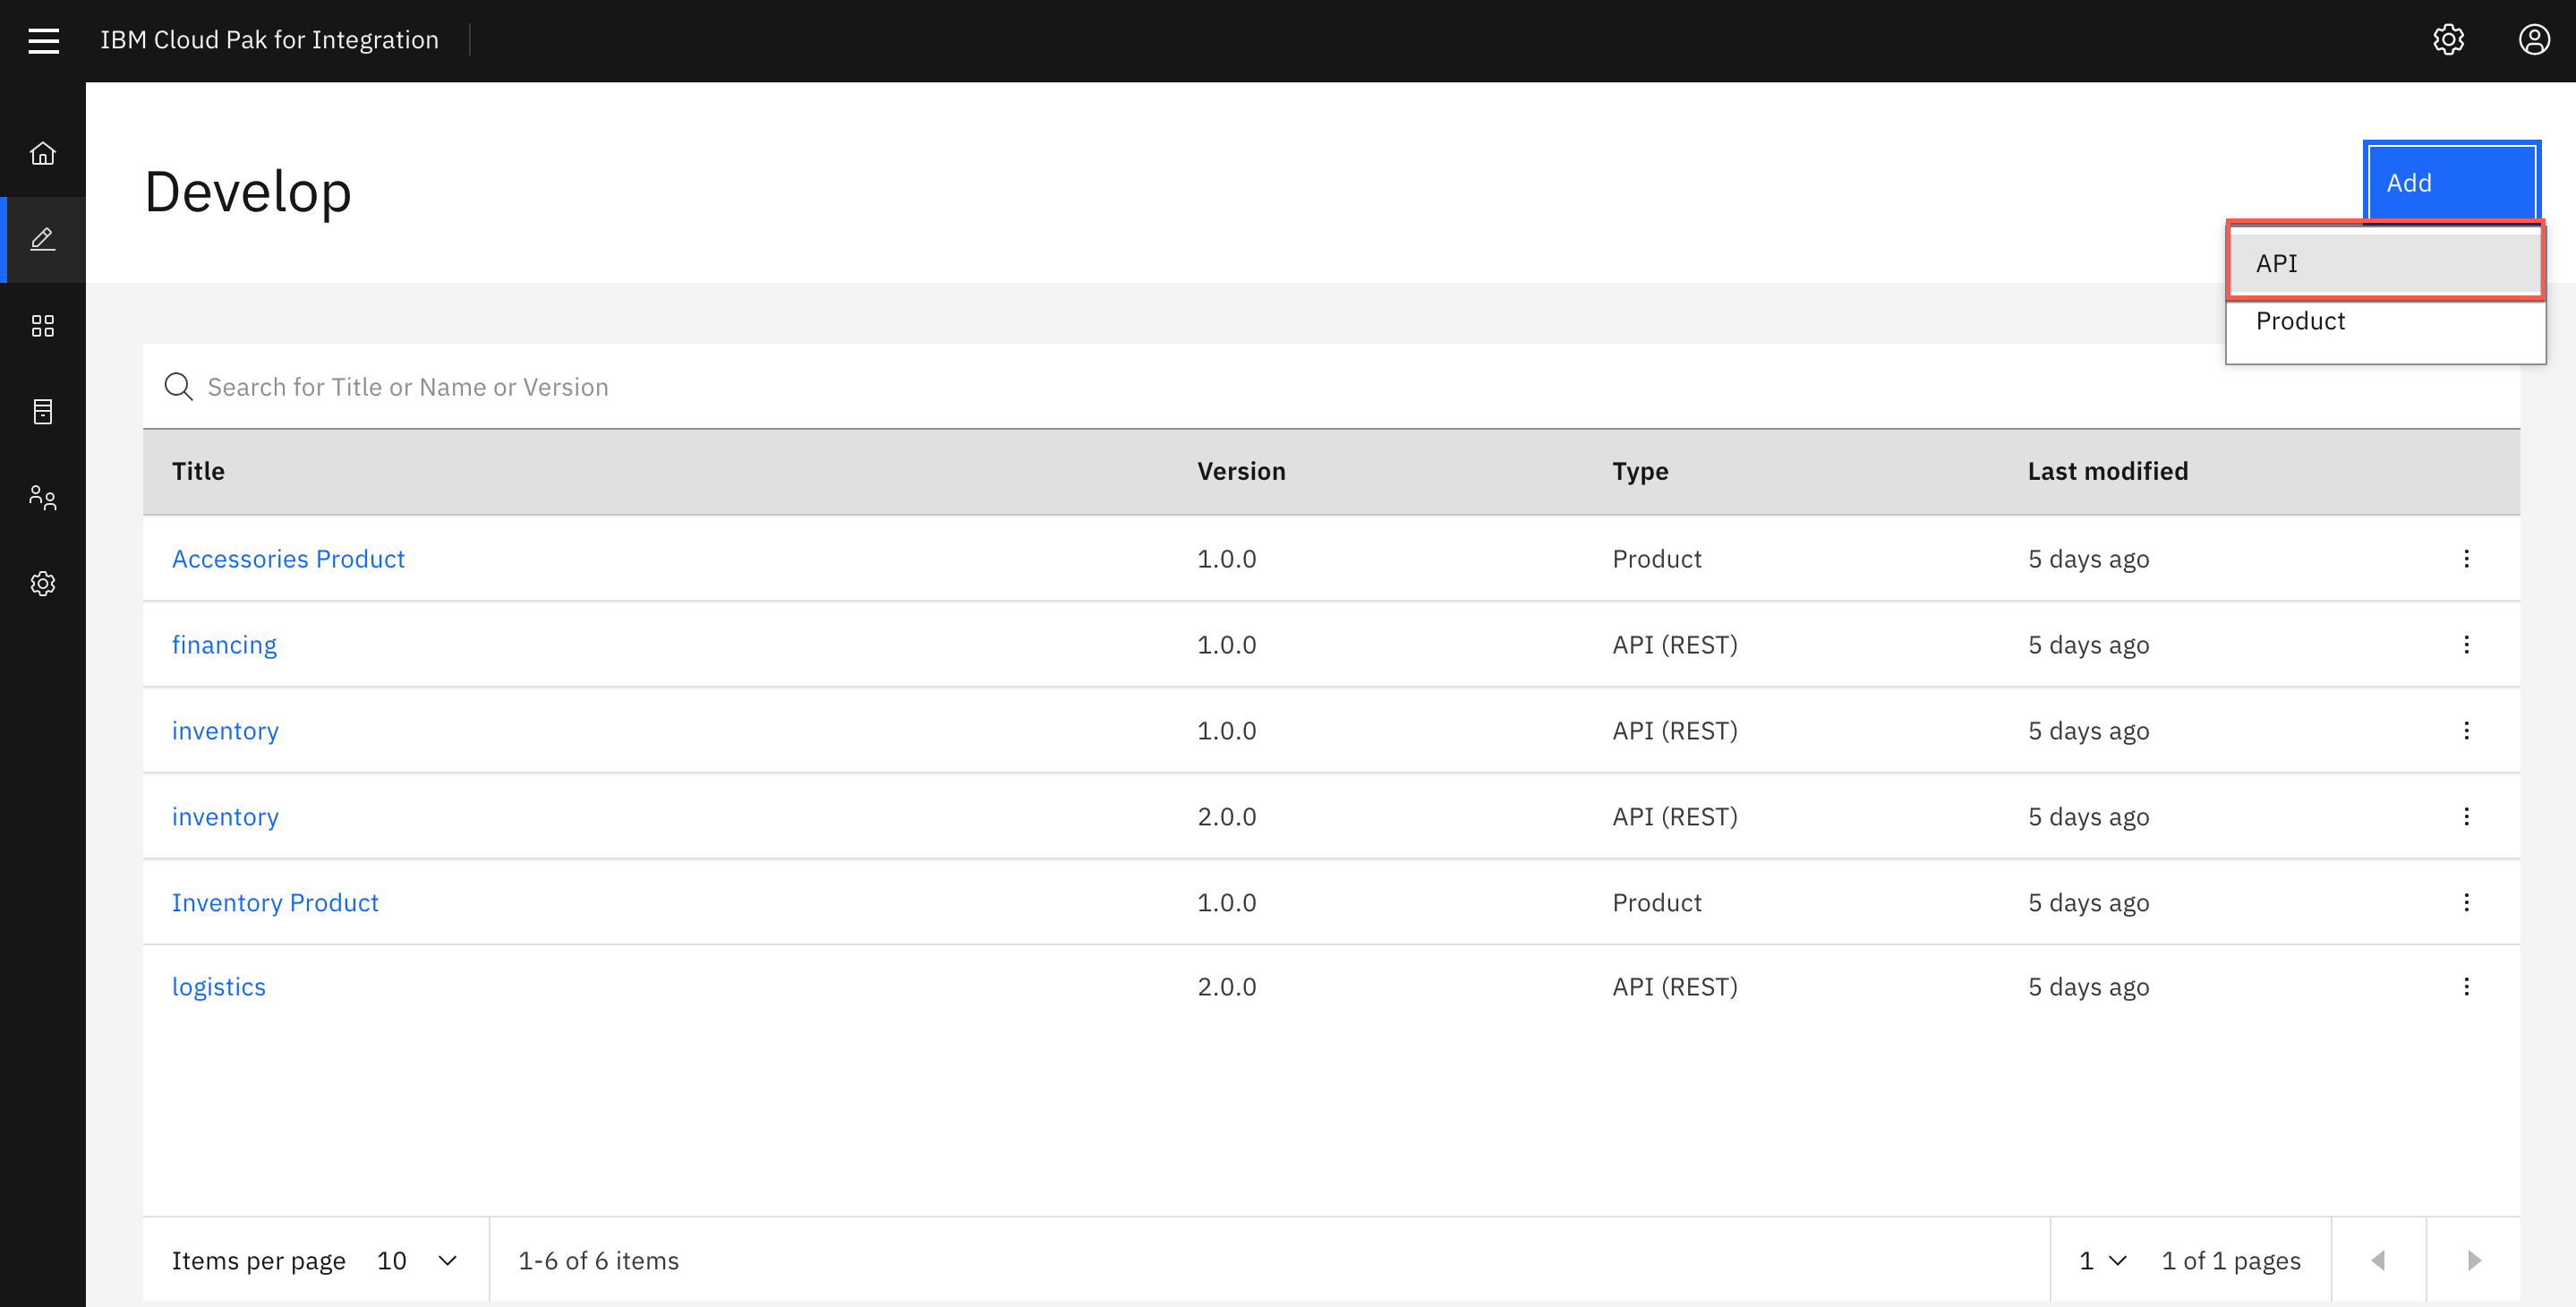 IBM Cloud Pak for Integration
Develop
Add
API
Product
Search for Title or Name or Version
Title Version Type Last modified
Accessories Product 1.0.0 Product 5 days ago
financing 1.0.0 API (REST) 5 days ago
inventory 1.0.0 API (REST) 5 days ago
inventory 2.0.0 API (REST) 5 days ago
Inventory Product 1.0.0 Product 5 days ago
logistics 2.0.0 API (REST) 5 days ago
Items per page 10 1-6 of 6 items 1 1 of 1 pages